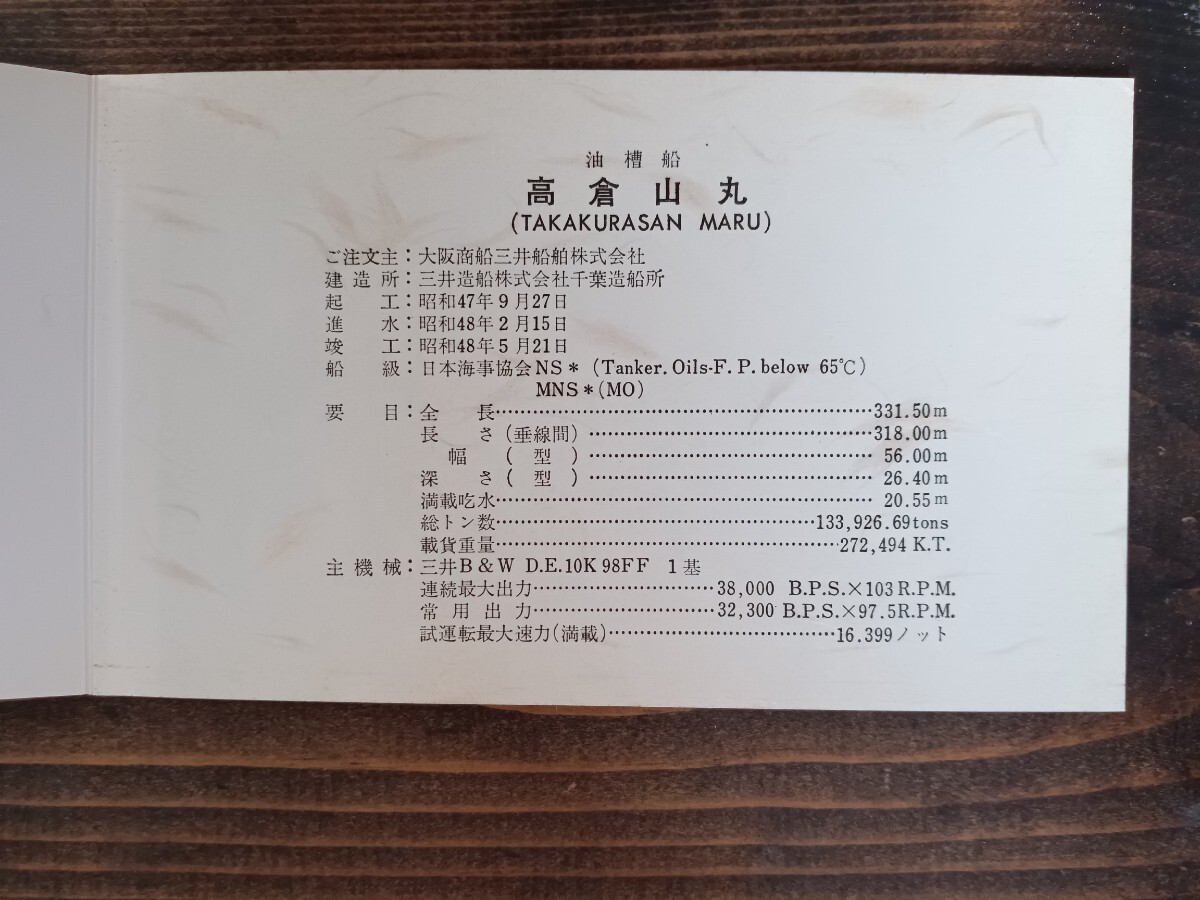 油槽船
高倉山丸
(TAKAKURASAN MARU)
ご注文主：大阪商船三井船舶株式会社
建造所：三井造船株式会社千葉造船所
起工：昭和47年9月27日
進水：昭和48年2月15日
竣工：昭和48年5月21日
船級：日本海事協会NS＊(Tanker. Oils-F. P. below 65℃)
MNS＊(MO)
要目：全長……331.50m
長さ(垂線間)……318.00m
幅(型)……56.00m
深さ(型)……26.40m
満載吃水……20.55m
総トン数……133,926.69tons
載貨重量……272,494 K.T.
主機械：三井B＆W D.E.10K 98FF 1基
連続最大出力……38,000 B.P.S.×103R.P.M.
常用出力……32,300 B.P.S.×97.5R.P.M.
試運転最大速力(満載)……16.399ノット